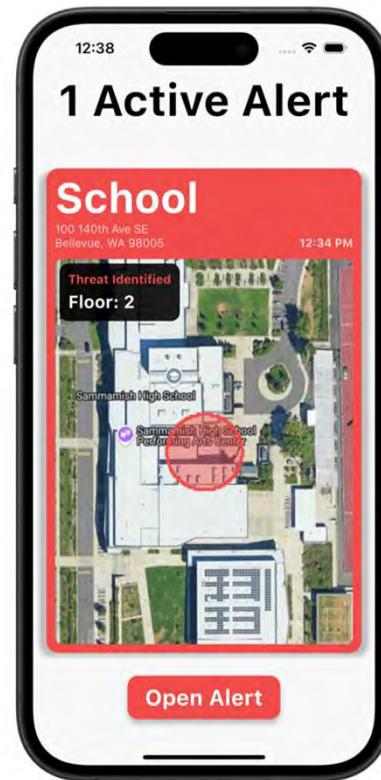 12:38
1 Active Alert
School
100 140th Ave SE
Bellevue, WA 98005
12:34 PM
Threat Identified
Floor: 2
Sammamish High School
Sammamish High School
Performing Arts Center
Open Alert